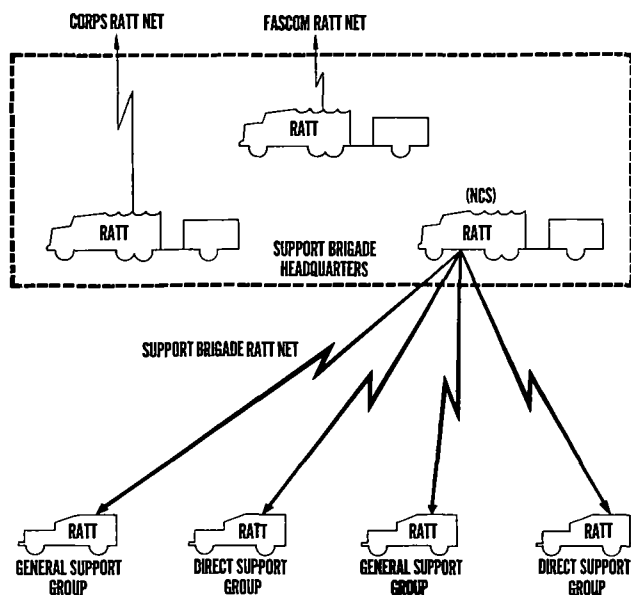 CORPS RATT NET
FASCOM RATT NET
RATT
RATT
(NCS)
RATT
SUPPORT BRIGADE
HEADQUARTERS
SUPPORT BRIGADE RATT NET
RATT
RATT
RATT
RATT
GENERAL SUPPORT
GROUP
DIRECT SUPPORT
GROUP
GENERAL SUPPORT
GROUP
DIRECT SUPPORT
GROUP